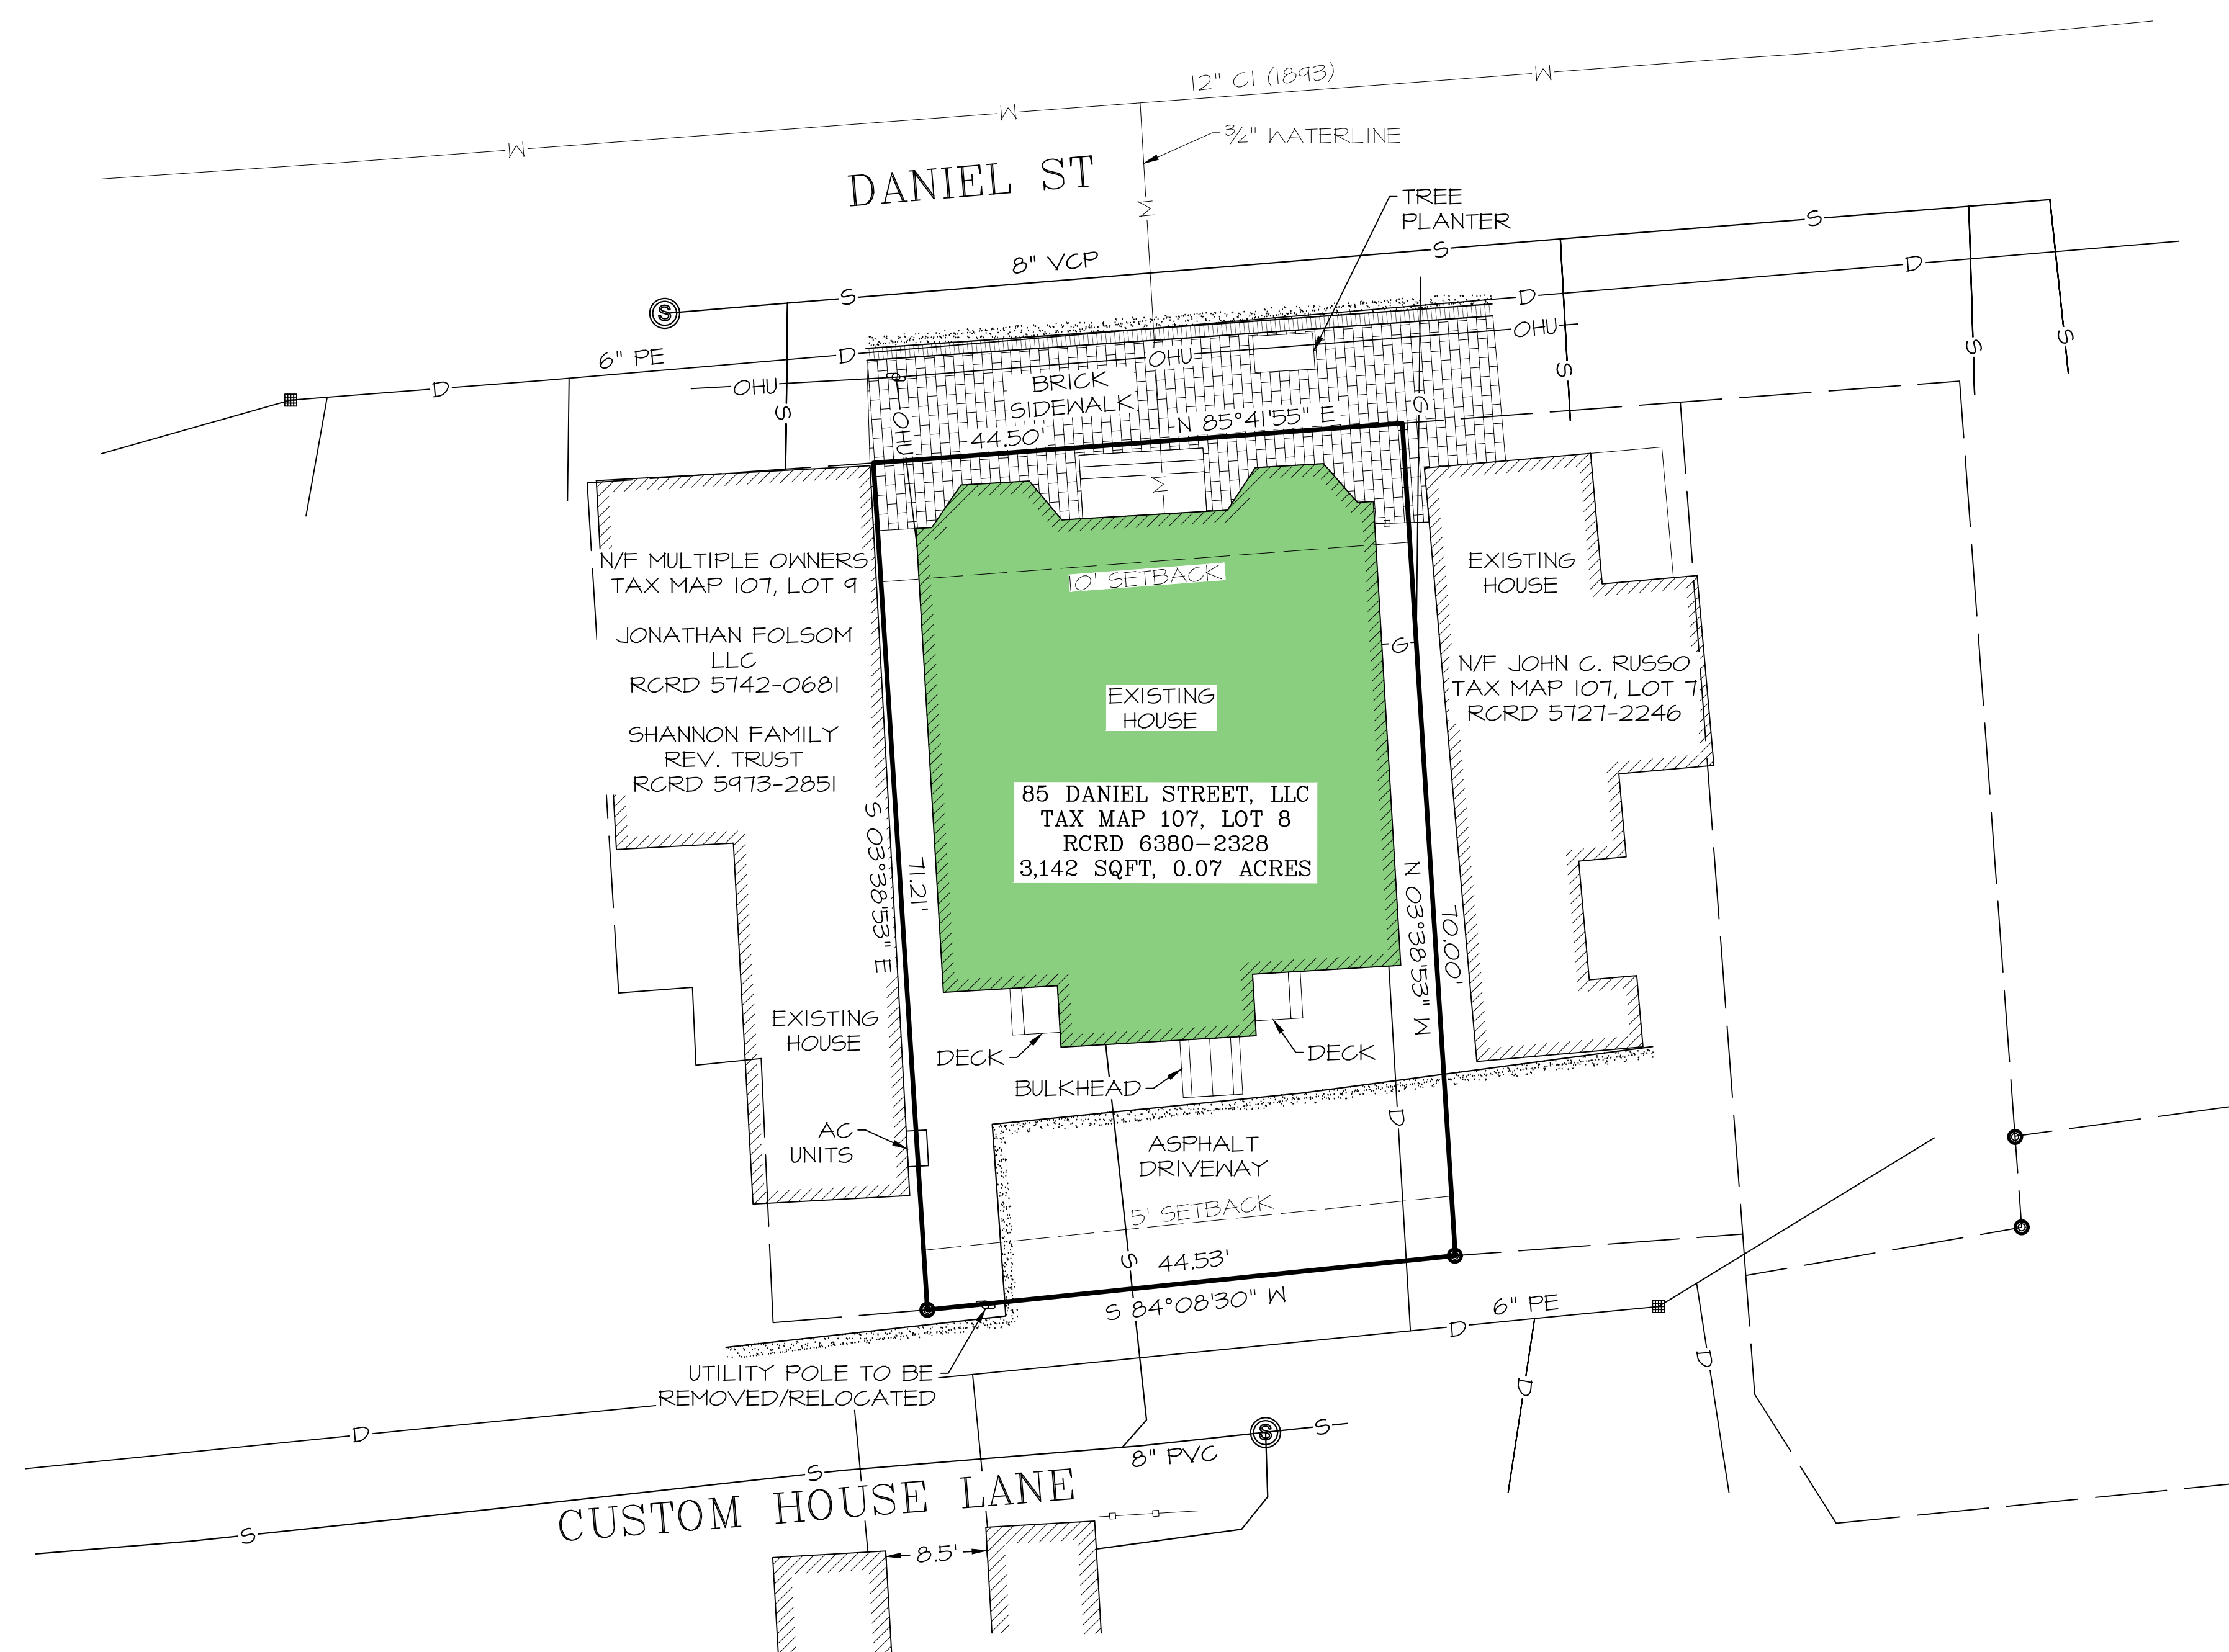 12" CI (1893)
W
W
W
3/4" WATERLINE
DANIEL ST
W
TREE
PLANTER
8" VCP
S
S
S
S
D
D
6" PE
D
D
OHU
OHU
OHU
S
S
S
S
BRICK
SIDEWALK
OHU
G
44.50'
N 85°41'55" E
W
N/F MULTIPLE OWNERS
TAX MAP 107, LOT 9
JONATHAN FOLSOM
LLC
RCRD 5742-0681
SHANNON FAMILY
REV. TRUST
RCRD 5973-2851
10' SETBACK
EXISTING
HOUSE
G
N/F JOHN C. RUSSO
TAX MAP 107, LOT 7
RCRD 5727-2246
EXISTING
HOUSE
85 DANIEL STREET, LLC
TAX MAP 107, LOT 8
RCRD 6380-2328
3,142 SQFT, 0.07 ACRES
S 03°38'53" E
71.21'
N 03°38'53" W
70.00'
EXISTING
HOUSE
DECK
DECK
BULKHEAD
AC
UNITS
ASPHALT
DRIVEWAY
D
5' SETBACK
S
44.53'
S 84°08'30" W
6" PE
D
D
D
UTILITY POLE TO BE
REMOVED/RELOCATED
D
S
S
8" PVC
S
S
CUSTOM HOUSE LANE
S
8.5'